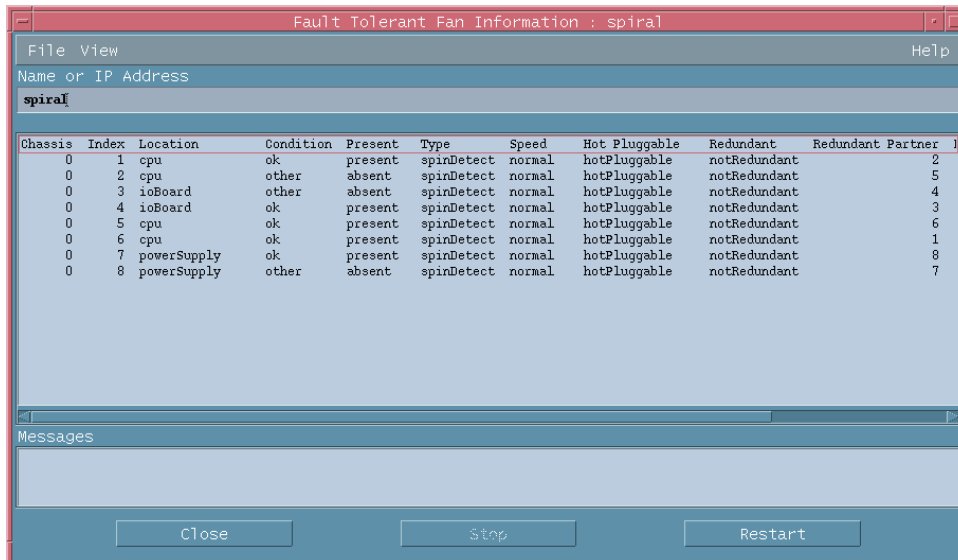 Fault Tolerant Fan Information : spiral
File View Help
Name or IP Address
spiral
Chassis Index Location Condition Present Type Speed Hot Pluggable Redundant Redundant Partner
0 1 cpu ok present spinDetect normal hotPluggable notRedundant 2
0 2 cpu other absent spinDetect normal hotPluggable notRedundant 5
0 3 ioBoard other absent spinDetect normal hotPluggable notRedundant 4
0 4 ioBoard ok present spinDetect normal hotPluggable notRedundant 3
0 5 cpu ok present spinDetect normal hotPluggable notRedundant 6
0 6 cpu ok present spinDetect normal hotPluggable notRedundant 1
0 7 powerSupply ok present spinDetect normal hotPluggable notRedundant 8
0 8 powerSupply other absent spinDetect normal hotPluggable notRedundant 7
Messages
Close Stop Restart